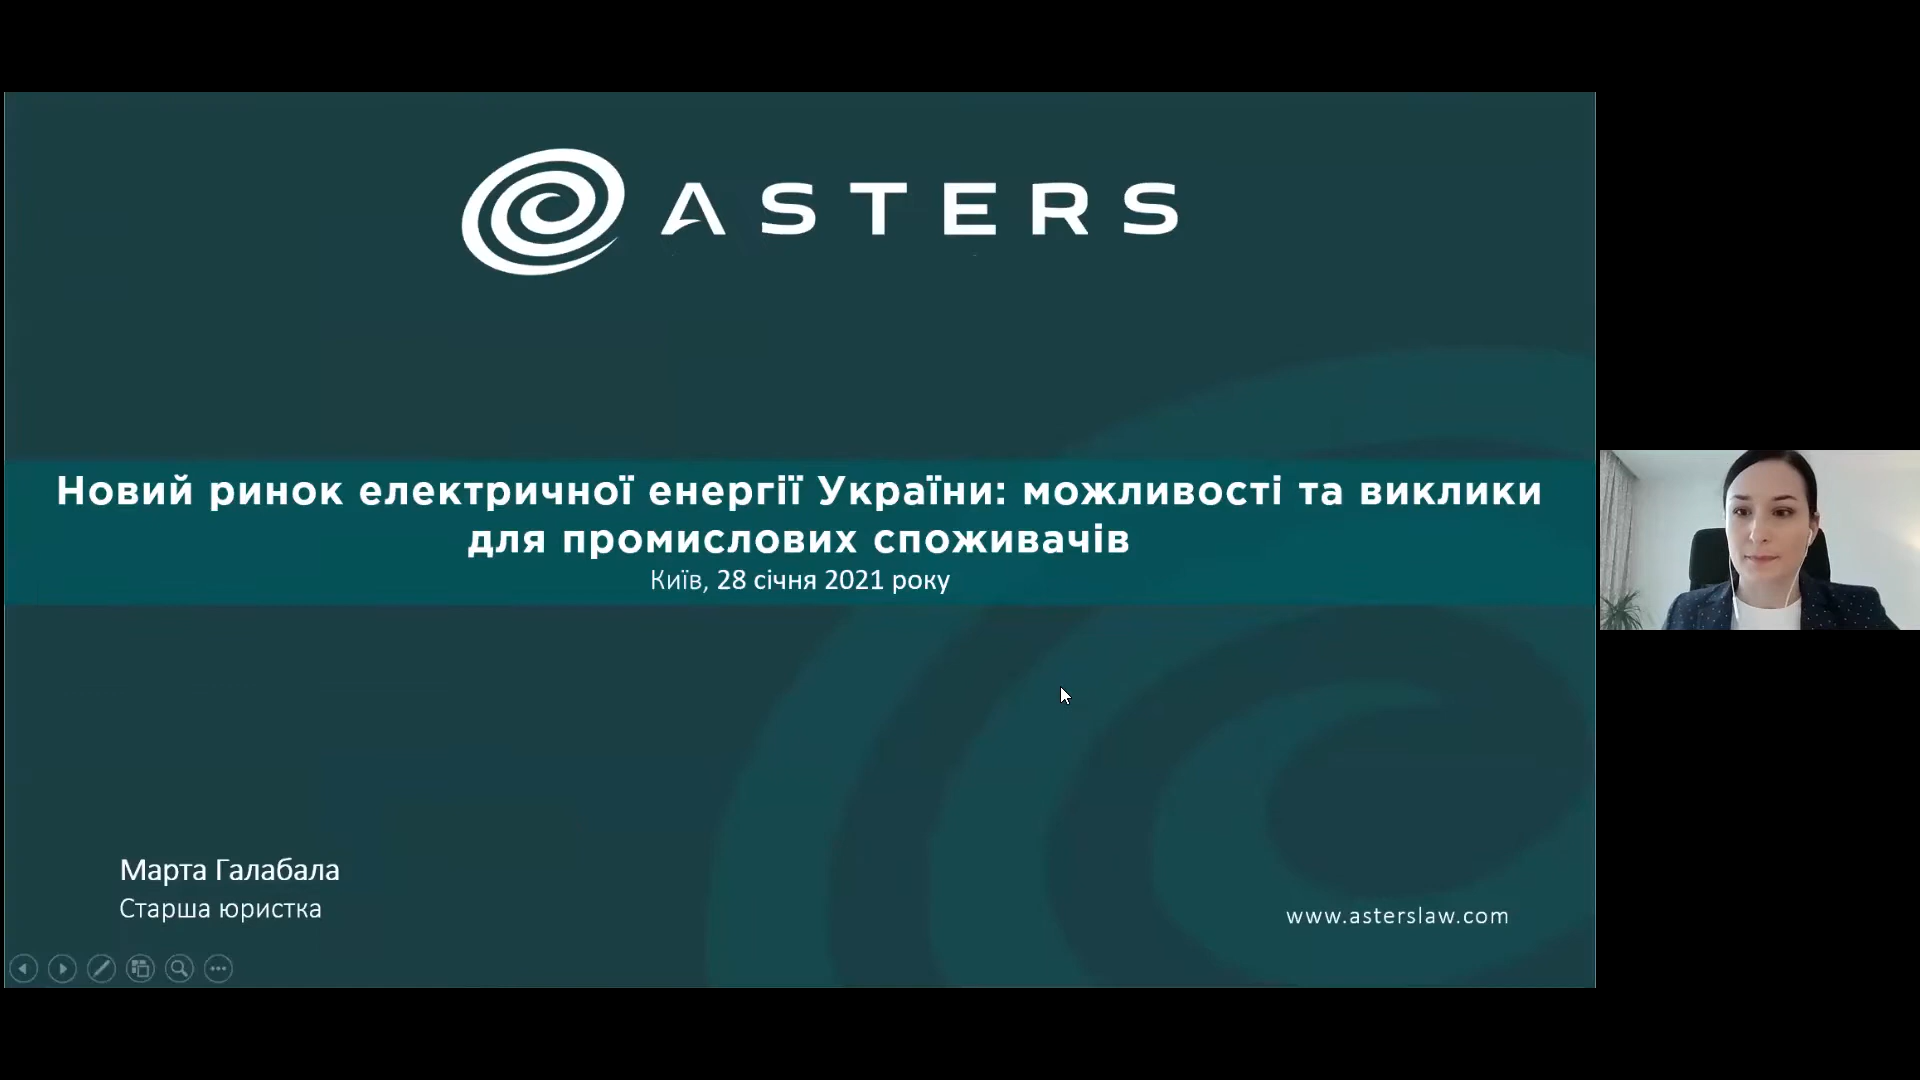 ASTERS
Новий ринок електричної енергії України: можливості та виклики
для промислових споживачів
Київ, 28 січня 2021 року
Марта Галабала
Старша юристка
www.asterslaw.com